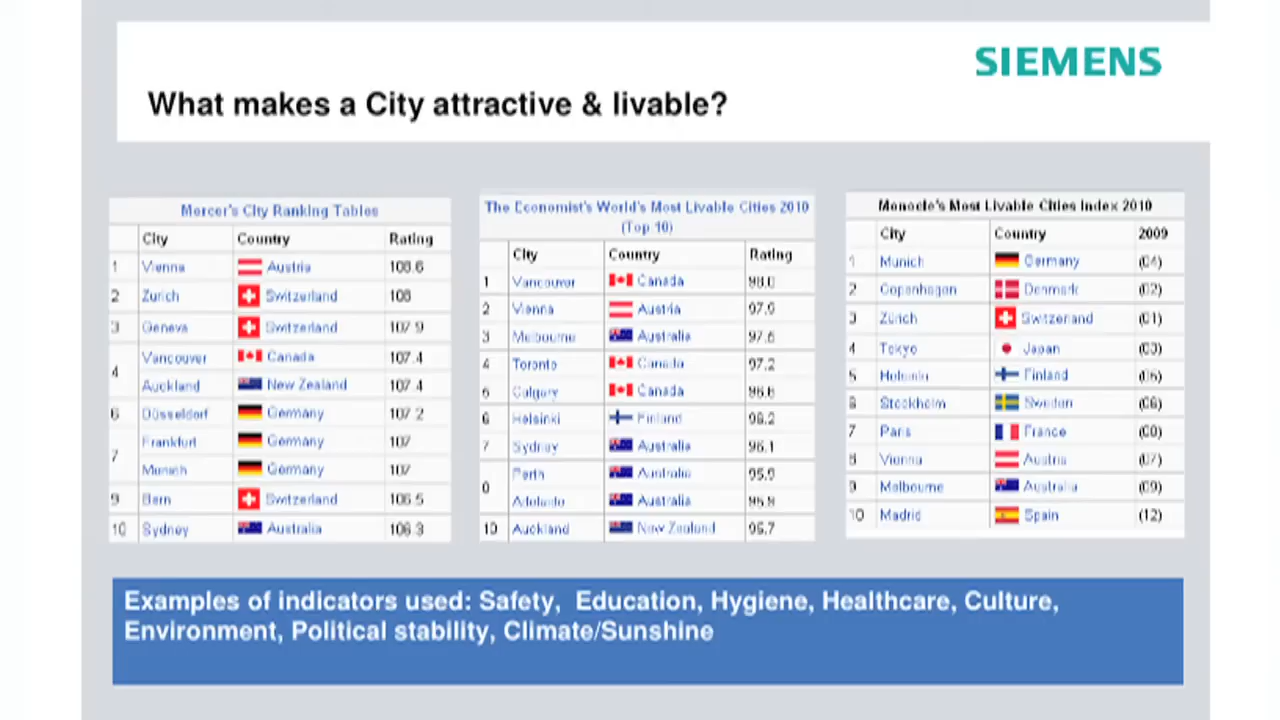 SIEMENS
What makes a City attractive & livable?
Mercer's City Ranking Tables
City Country Rating
1 Vienna Austria 108.6
2 Zurich Switzerland 108
3 Geneva Switzerland 107.9
4 Vancouver Canada 107.4
Auckland New Zealand 107.4
6 Düsseldorf Germany 107.2
7 Frankfurt Germany 107
Munich Germany 107
9 Bern Switzerland 106.5
10 Sydney Australia 106.3
The Economist's World's Most Livable Cities 2010
(Top 10)
City Country Rating
1 Vancouver Canada 98.0
2 Vienna Austria 97.9
3 Melbourne Australia 97.5
4 Toronto Canada 97.2
5 Calgary Canada 96.6
6 Helsinki Finland 96.2
7 Sydney Australia 96.1
Perth Australia 95.9
Adelaide Australia 95.9
10 Auckland New Zealand 95.7
Monocle's Most Livable Cities Index 2010
City Country 2009
1 Munich Germany (04)
2 Copenhagen Denmark (02)
3 Zürich Switzerland (01)
4 Tokyo Japan (03)
5 Helsinki Finland
6 Stockholm Sweden
7 Paris France
8 Vienna Austria
9 Melbourne Australia (09)
10 Madrid Spain (12)
Examples of indicators used: Safety, Education, Hygiene, Healthcare, Culture,
Environment, Political stability, Climate/Sunshine